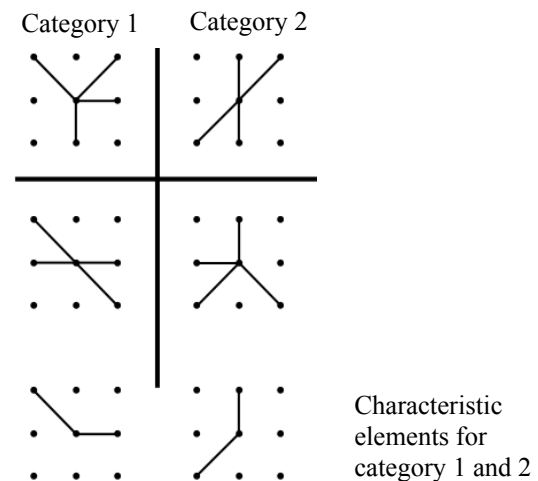 Category 1
Category 2
Characteristic
elements for
category 1 and 2